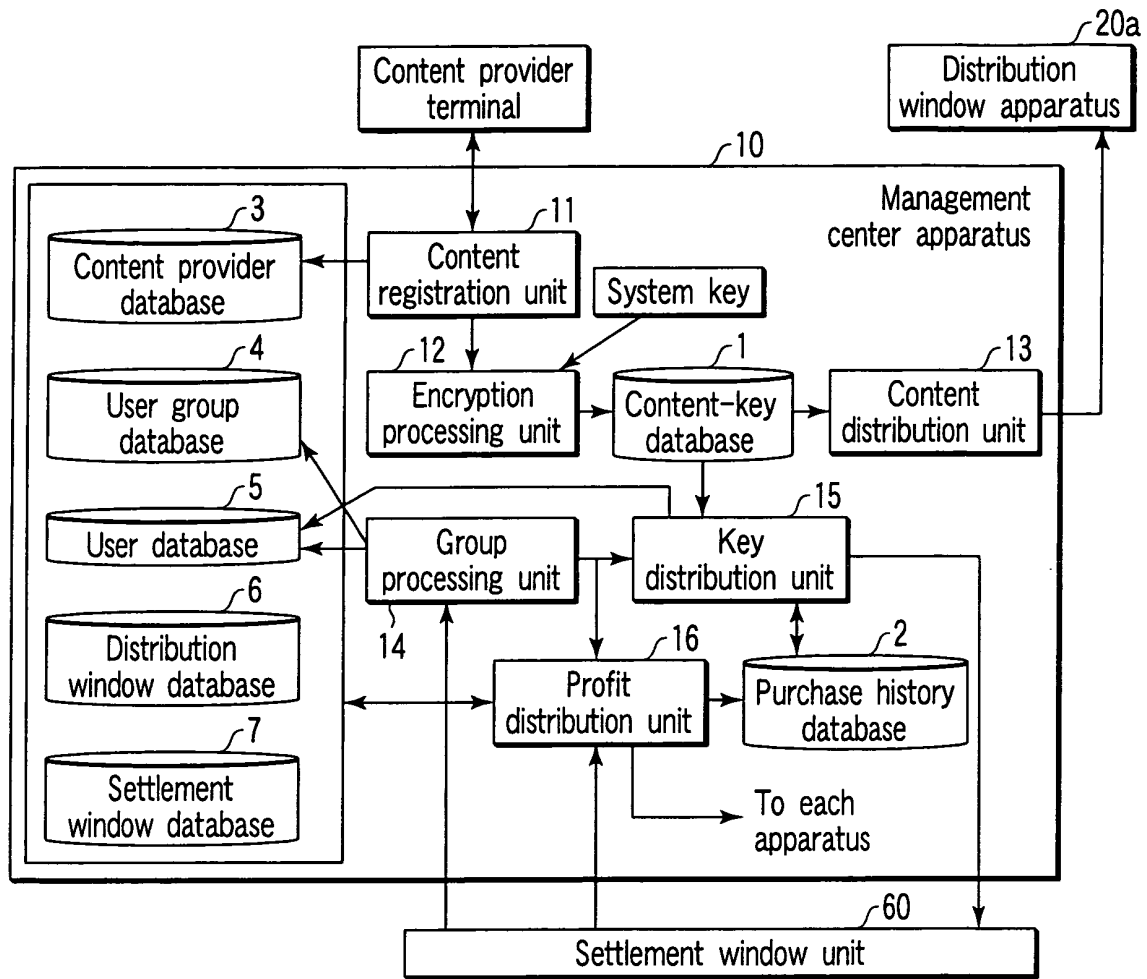 20a
Content provider
terminal
Distribution
window apparatus
10
Management
center apparatus
3
Content provider
database
11
Content
registration unit
System key
4
User group
database
12
Encryption
processing unit
1
Content-key
database
13
Content
distribution unit
5
User database
Group
processing unit
14
15
Key
distribution unit
6
Distribution
window database
16
Profit
distribution unit
2
Purchase history
database
7
Settlement
window database
To each
apparatus
60
Settlement window unit